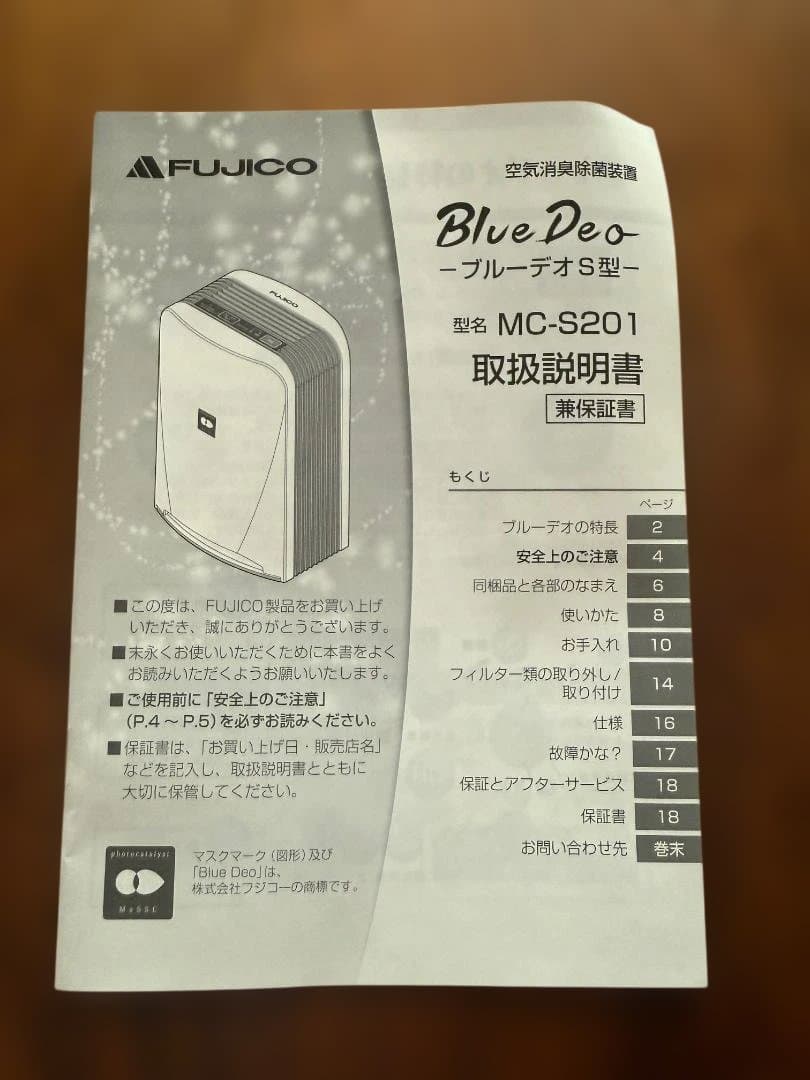 FUJICO
空気消臭除菌装置
Blue Deo
−ブルーデオS型−
型名 MC-S201
取扱説明書
兼保証書
FUJICO
もくじ
ページ
ブルーデオの特長 2
安全上のご注意 4
同梱品と各部のなまえ 6
使いかた 8
お手入れ 10
フィルター類の取り外し/
取り付け 14
仕様 16
故障かな? 17
保証とアフターサービス 18
保証書 18
お問い合わせ先 巻末
■この度は、FUJICO製品をお買い上げ
いただき、誠にありがとうございます。
■末永くお使いいただくために本書をよく
お読みいただくようお願いいたします。
■ご使用前に「安全上のご注意」
(P.4〜P.5)を必ずお読みください。
■保証書は、「お買い上げ日・販売店名」
などを記入し、取扱説明書とともに
大切に保管してください。
photocatalyst
MaSSC
マスクマーク(図形)及び
「Blue Deo」は、
株式会社フジコーの商標です。